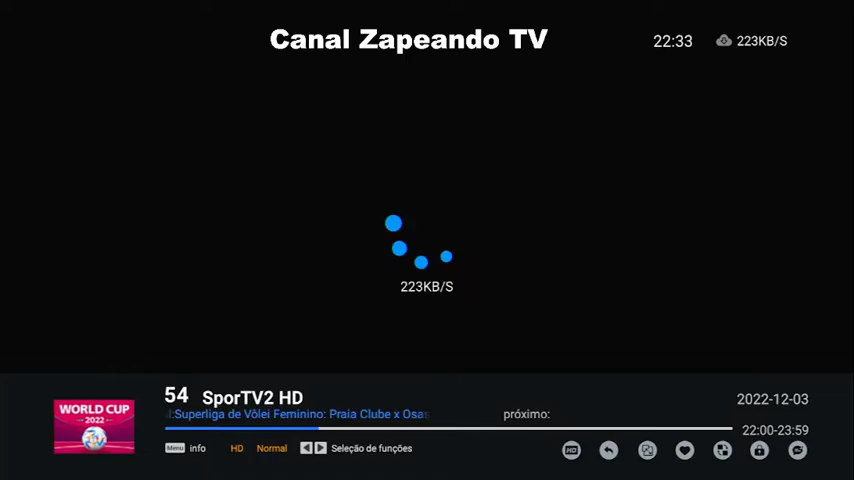 Canal Zapeando TV
22:33
223KB/S
223KB/S
WORLD CUP
2022
54 SporTV2 HD
2022-12-03
:Superliga de Vôlei Feminino: Praia Clube x Osas
próximo:
22:00-23:59
Menu info HD Normal Seleção de funções
HD